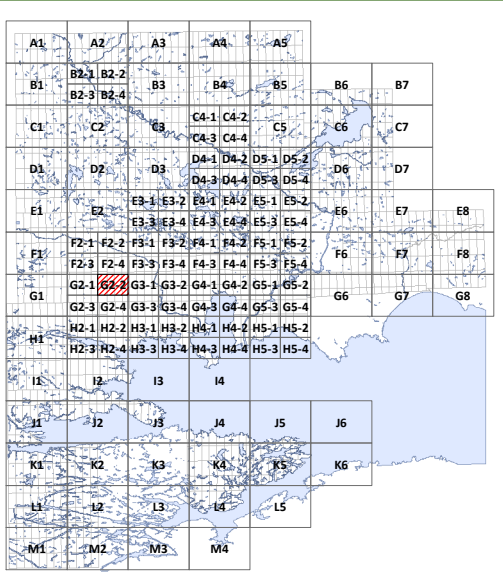 A1 A2 A3 A4 A5
B2-1 B2-2
B1 B3 B4 B5 B6 B7
B2-3 B2-4
C4-1 C4-2
C1 C2 C3 C5 C6 C7
C4-3 C4-4
D4-1 D4-2 D5-1 D5-2
D1 D2 D3 D6 D7
D4-3 D4-4 D5-3 D5-4
E3-1 E3-2 E4-1 E4-2 E5-1 E5-2
E1 E2 E6 E7 E8
E3-3 E3-4 E4-3 E4-4 E5-3 E5-4
F2-1 F2-2 F3-1 F3-2 F4-1 F4-2 F5-1 F5-2
F1 F6 F7 F8
F2-3 F2-4 F3-3 F3-4 F4-3 F4-4 F5-3 F5-4
G2-1 G2-2 G3-1 G3-2 G4-1 G4-2 G5-1 G5-2
G1 G6 G7 G8
G2-3 G2-4 G3-3 G3-4 G4-3 G4-4 G5-3 G5-4
H2-1 H2-2 H3-1 H3-2 H4-1 H4-2 H5-1 H5-2
H1
H2-3 H2-4 H3-3 H3-4 H4-3 H4-4 H5-3 H5-4
I1 I2 I3 I4
J1 J2 J3 J4 J5 J6
K1 K2 K3 K4 K5 K6
L1 L2 L3 L4 L5
M1 M2 M3 M4